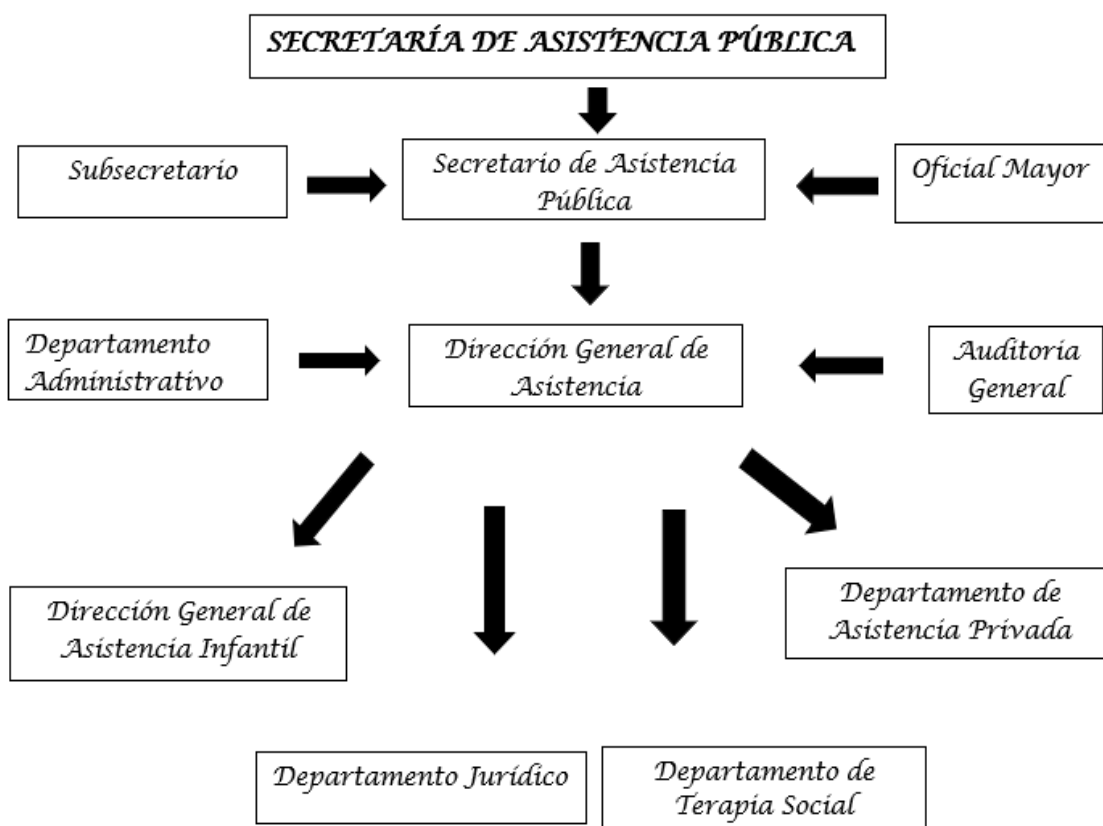 SECRETARÍA DE ASISTENCIA PÚBLICA
Subsecretario
Secretario de Asistencia
Pública
Oficial Mayor
Departamento
Administrativo
Dirección General de
Asistencia
Auditoria
General
Dirección General de
Asistencia Infantil
Departamento de
Asistencia Privada
Departamento Jurídico
Departamento de
Terapia Social